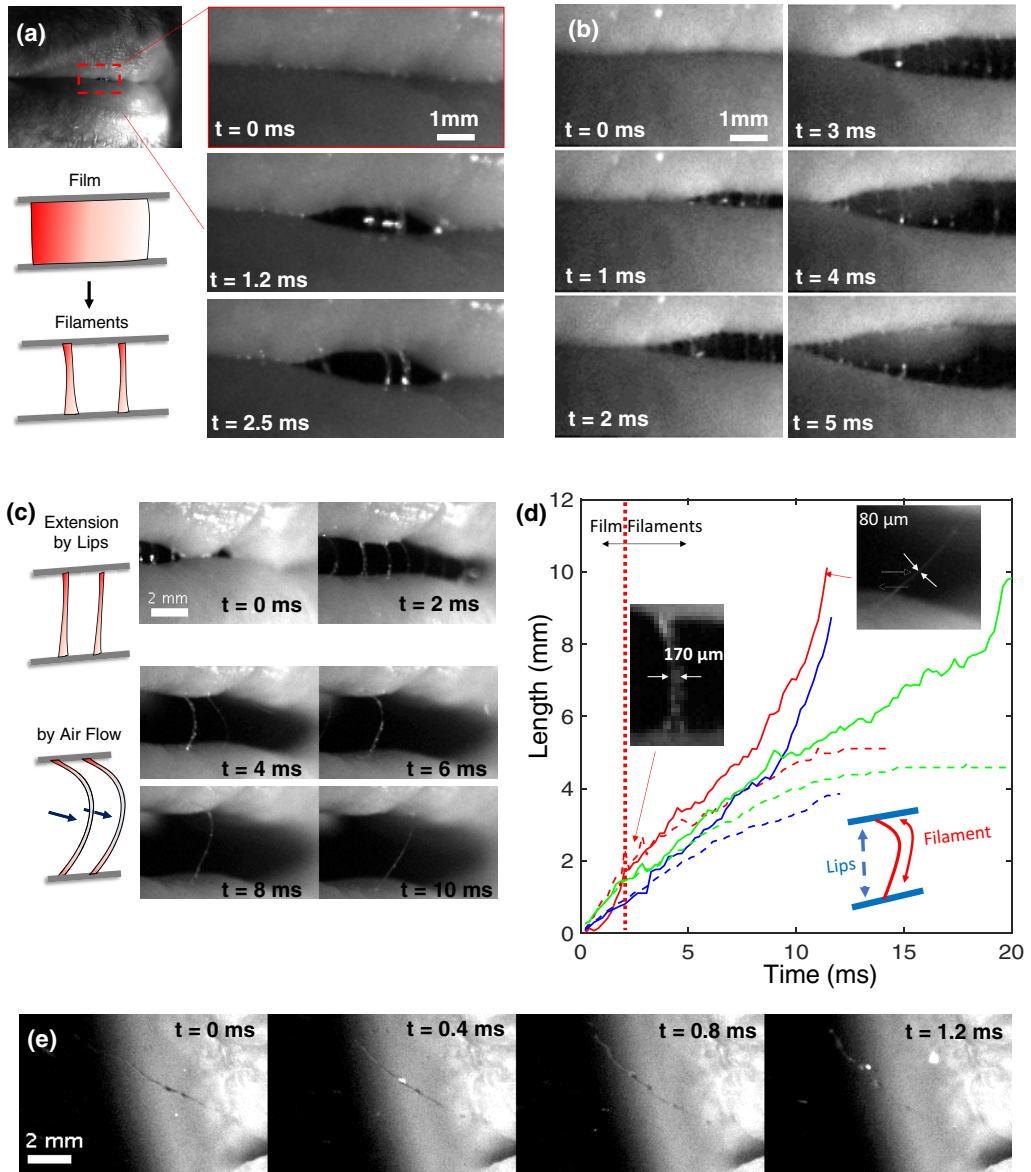 (a)
t = 0 ms
1mm
Film
t = 1.2 ms
Filaments
t = 2.5 ms
(b)
t = 0 ms
1mm
t = 3 ms
t = 1 ms
t = 4 ms
t = 2 ms
t = 5 ms
(c)
Extension
by Lips
2 mm
t = 0 ms
t = 2 ms
by Air Flow
t = 4 ms
t = 6 ms
t = 8 ms
t = 10 ms
(d)
Length (mm)
12
10
8
6
4
2
0
Film Filaments
80 µm
170 µm
Lips
Filament
0
5
10
15
20
Time (ms)
(e)
t = 0 ms
t = 0.4 ms
t = 0.8 ms
t = 1.2 ms
2 mm